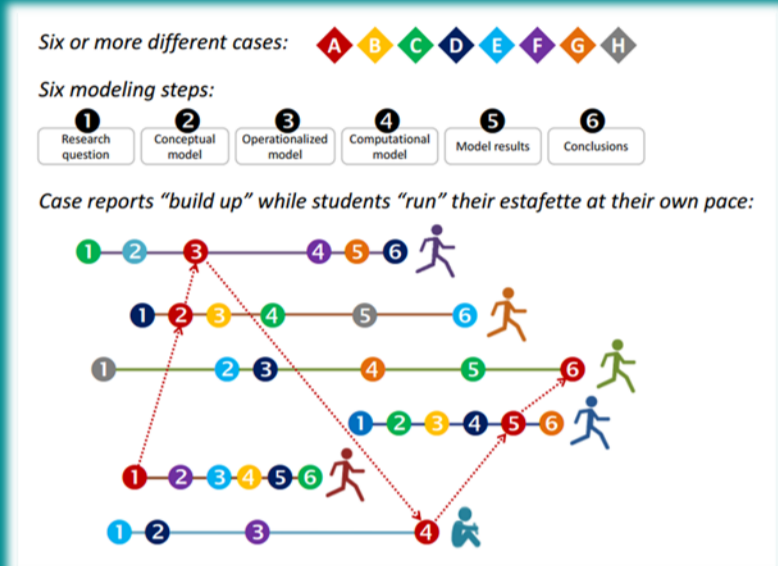 Six or more different cases: A B C D E F G H
Six modeling steps:
1 2 3 4 5 6
Research question
Conceptual model
Operationalized model
Computational model
Model results
Conclusions
Case reports “build up” while students “run” their estafette at their own pace:
1 2 3 4 5 6
1 2 3 4 5 6
1 2 3 4 5 6
1 2 3 4 5 6
1 2 3 4 5 6
1 2 3 4